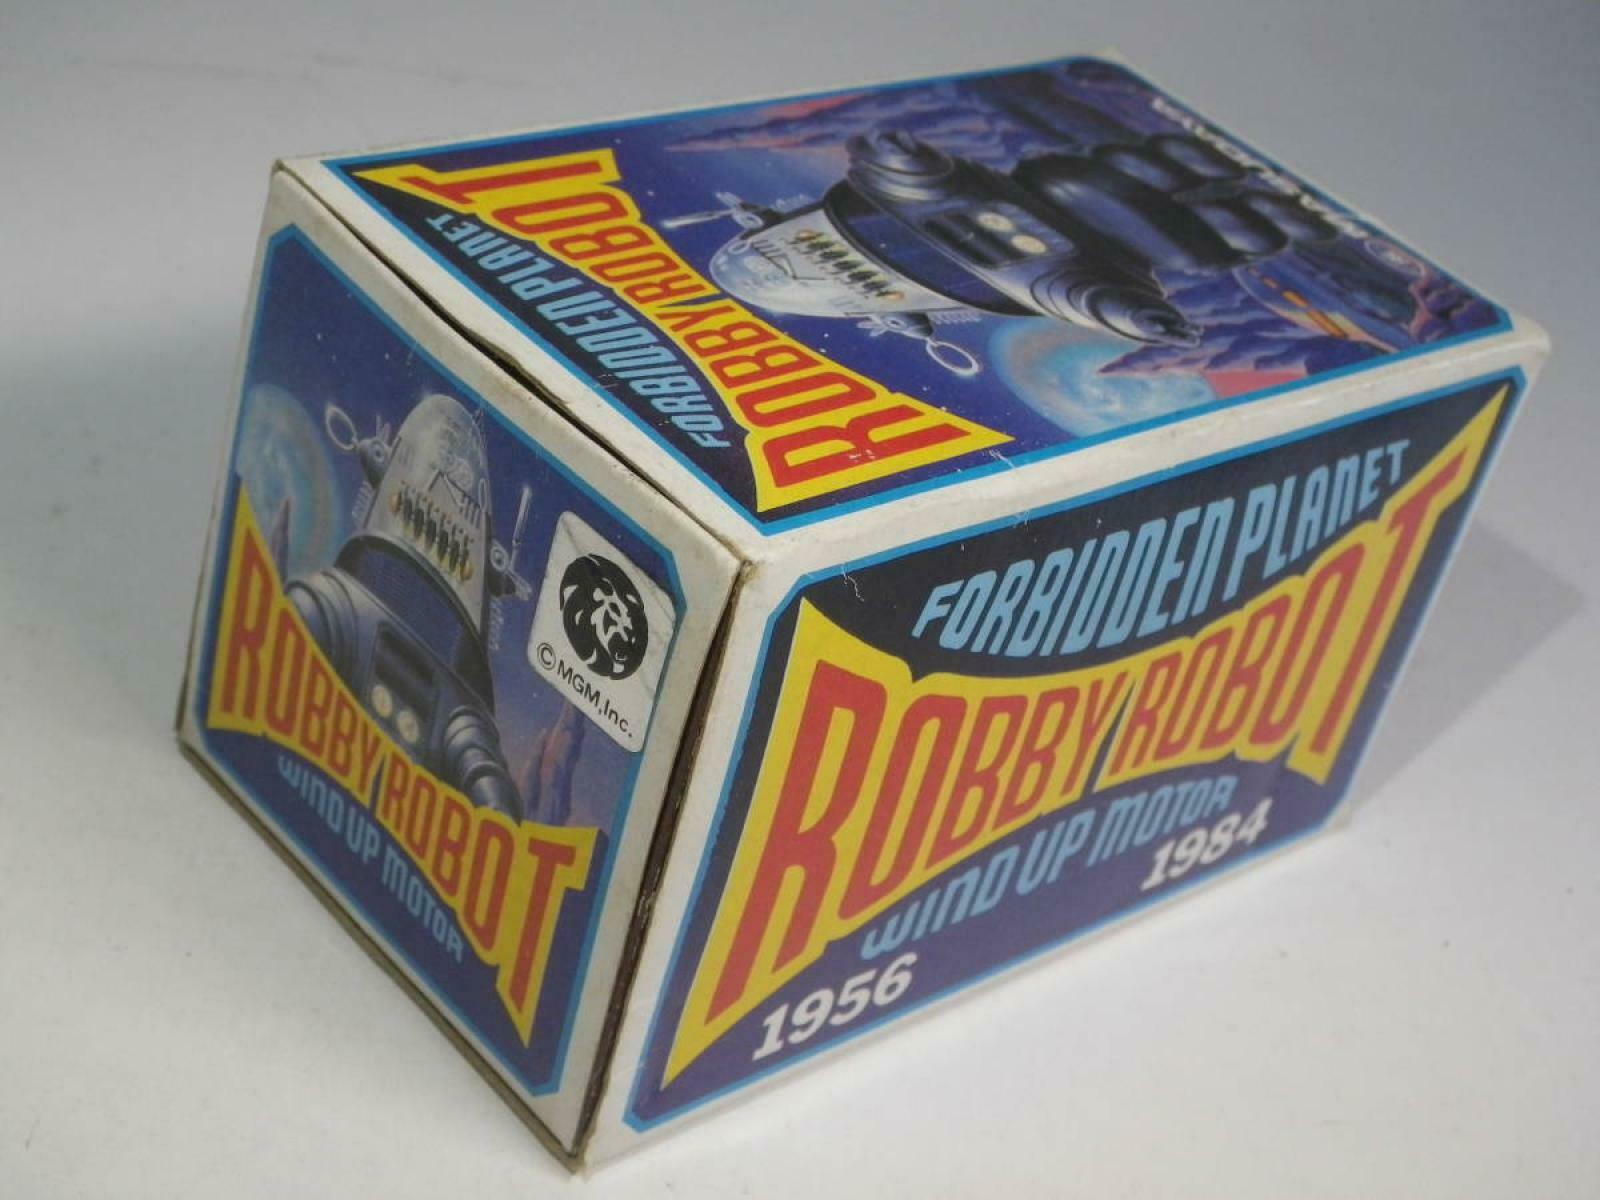 FORBIDDEN PLANET
ROBBY ROBOT
ROBBY ROBOT
WIND UP MOTOR
© MGM, Inc.
FORBIDDEN PLANET
ROBBY ROBOT
WIND UP MOTOR
1956
1984